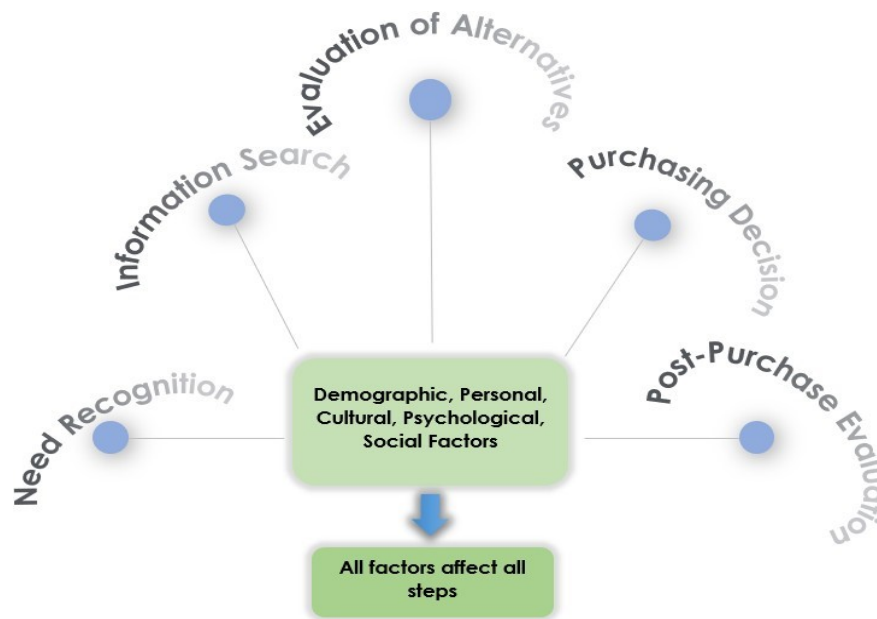 Evaluation of Alternatives
Information Search
Purchasing Decision
Need Recognition
Post-Purchase Evaluation
Demographic, Personal,
Cultural, Psychological,
Social Factors
All factors affect all
steps